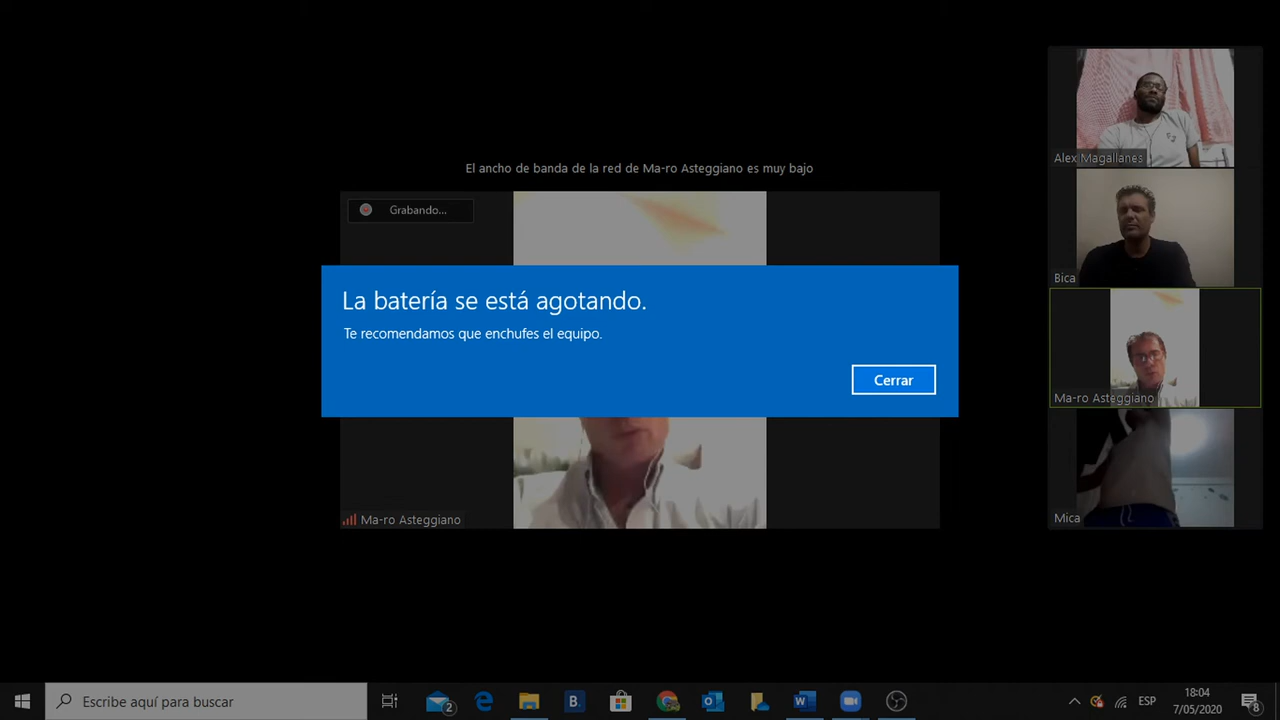 El ancho de banda de la red de Ma-ro Asteggiano es muy bajo
Grabando...
La batería se está agotando.
Te recomendamos que enchufes el equipo.
Cerrar
Ma-ro Asteggiano
Alex Magallanes
Bica
Ma-ro Asteggiano
Mica
Escribe aquí para buscar
2
B.
W
ESP
18:04
7/05/2020
8